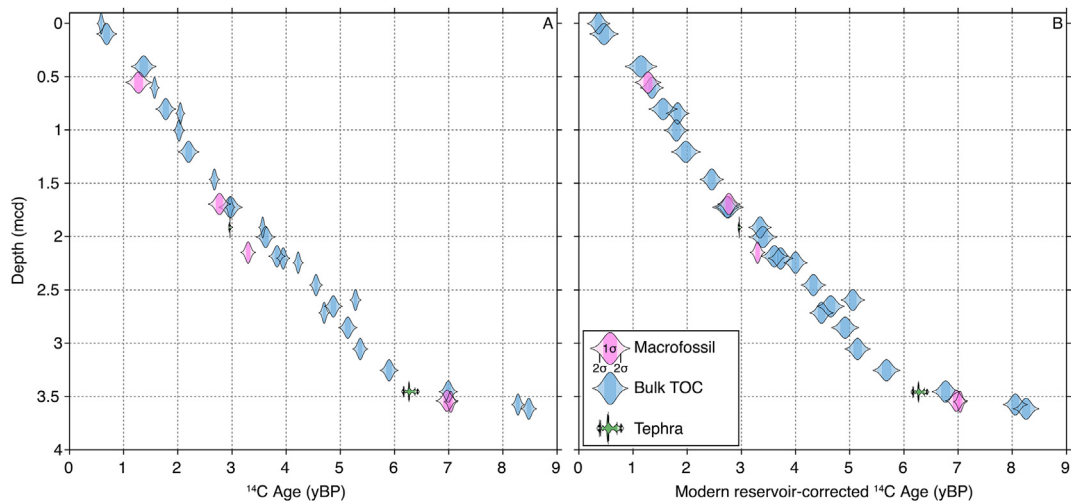 A
B
Depth (mcd)
0
0.5
1
1.5
2
2.5
3
3.5
4
0 1 2 3 4 5 6 7 8 9
¹⁴C Age (yBP)
0 1 2 3 4 5 6 7 8 9
Modern reservoir-corrected ¹⁴C Age (yBP)
1σ Macrofossil
2σ 2σ
Bulk TOC
Tephra